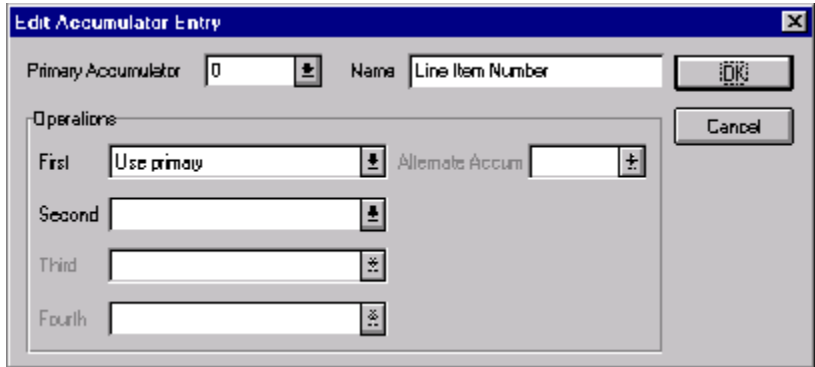 Edit Accumulator Entry
Primary Accumulator 0 Name Line Item Number OK
Operations Cancel
First Use primary Alternate Accum
Second
Third
Fourth